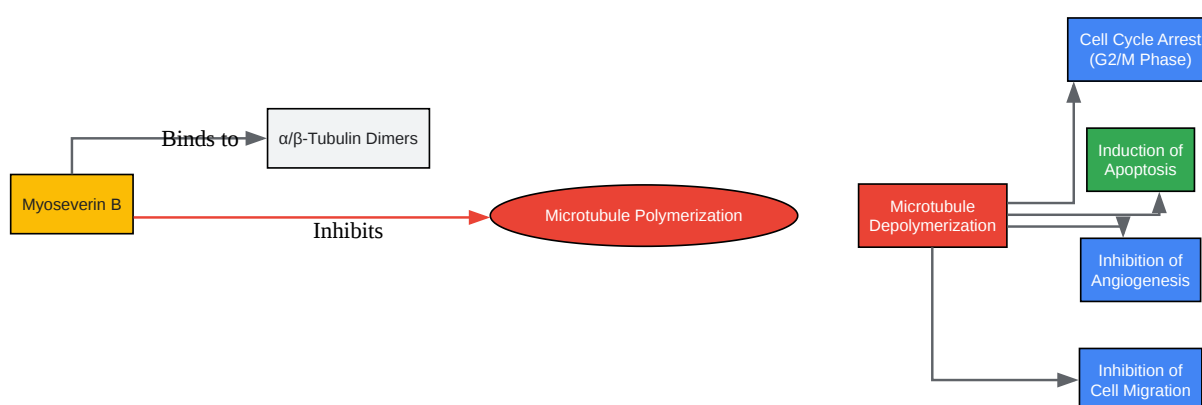 Cell Cycle Arrest
(G2/M Phase)
Binds to
α/β-Tubulin Dimers
Induction of
Apoptosis
Myoseverin B
Inhibits
Microtubule Polymerization
Microtubule
Depolymerization
Inhibition of
Angiogenesis
Inhibition of
Cell Migration